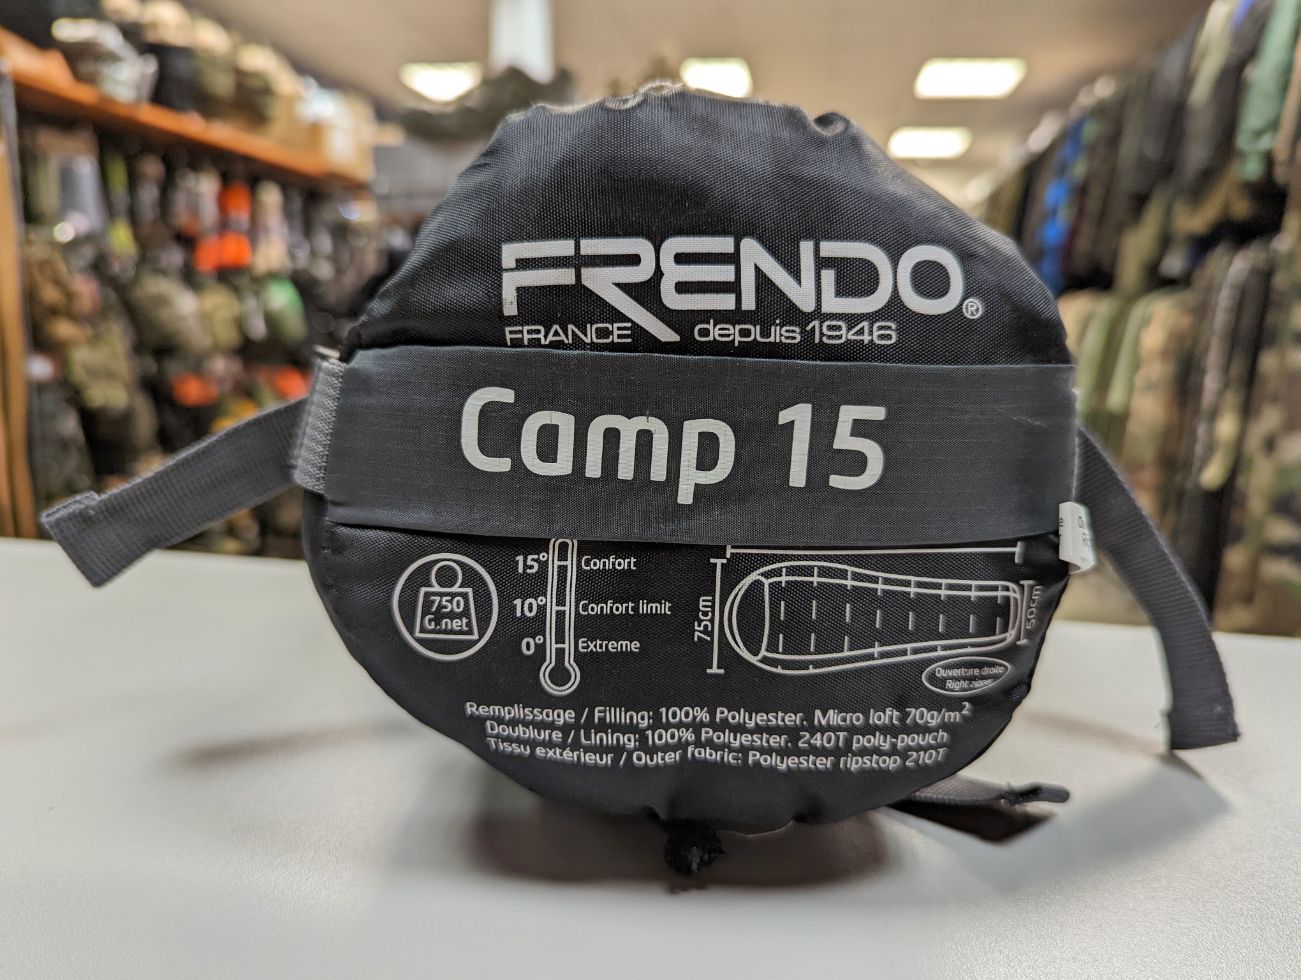 FRENDO®
FRANCE depuis 1946
Camp 15
750
G.net
15° Confort
10° Confort limit
0° Extreme
75cm
50cm
Ouverture droite
Right zipper
Remplissage / Filling: 100% Polyester. Micro loft 70g/m²
Doublure / Lining: 100% Polyester. 240T poly-pouch
Tissu extérieur / Outer fabric: Polyester ripstop 210T